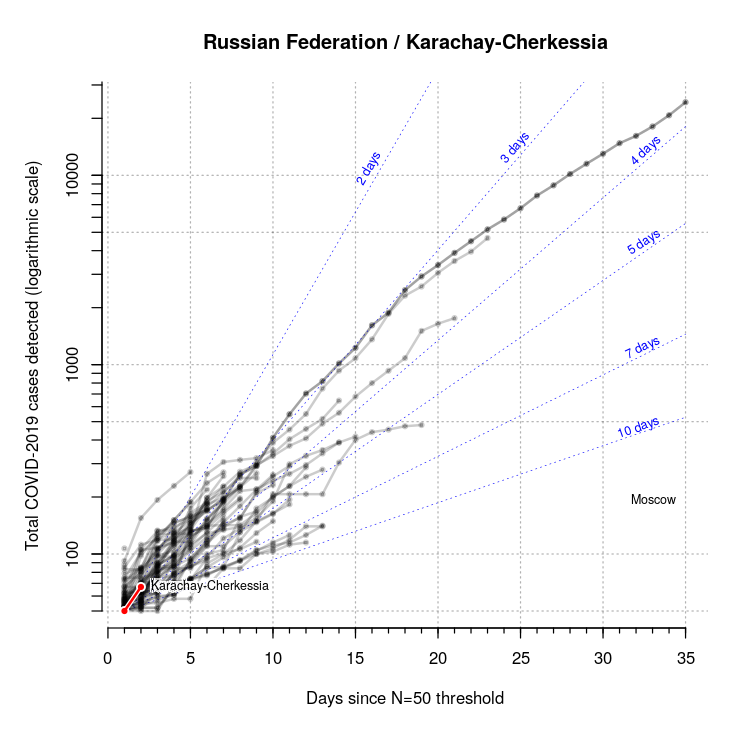 Russian Federation / Karachay-Cherkessia
Total COVID-2019 cases detected (logarithmic scale)
10000
1000
100
2 days
3 days
4 days
5 days
7 days
10 days
Moscow
Karachay-Cherkessia
0 5 10 15 20 25 30 35
Days since N=50 threshold